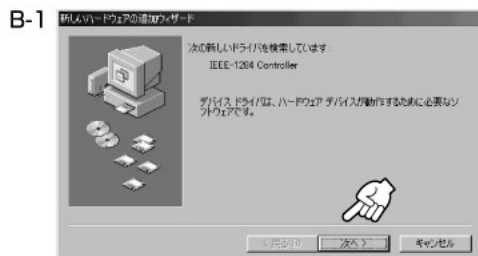 B-1
新しいハードウェアの追加ウィザード
次の新しいドライバを検索しています:
IEEE-1284 Controller
デバイス ドライバは、ハードウェア デバイスが動作するために必要なソ
フトウェアです。
< 戻る(B) 次へ > キャンセル